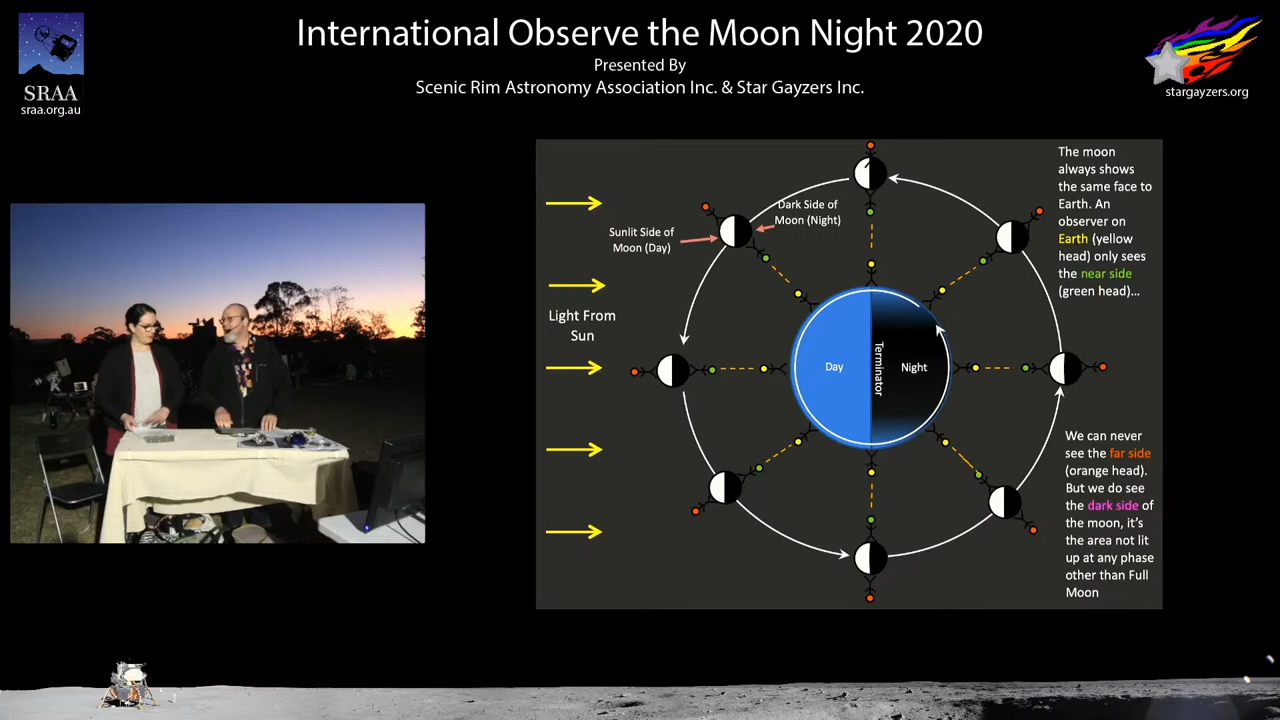 International Observe the Moon Night 2020
Presented By
Scenic Rim Astronomy Association Inc. & Star Gayzers Inc.
SRAA
sraa.org.au
stargayzers.org
The moon
always shows
the same face to
Earth. An
observer on
Earth (yellow
head) only sees
the near side
(green head)...
Dark Side of
Moon (Night)
Sunlit Side of
Moon (Day)
Light From
Sun
Day
Terminator
Night
We can never
see the far side
(orange head).
But we do see
the dark side of
the moon, it's
the area not lit
up at any phase
other than Full
Moon